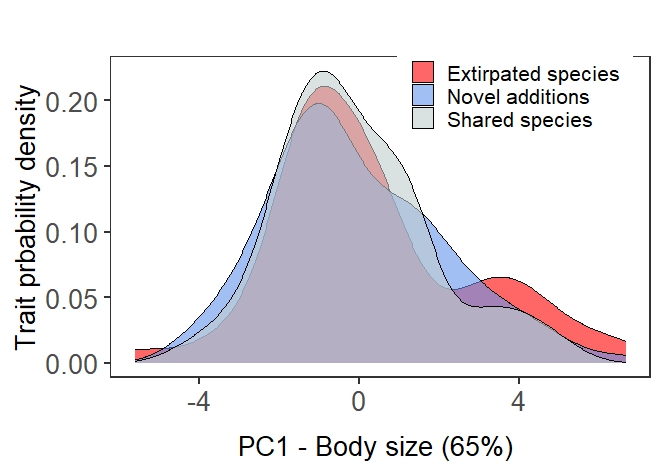 Extirpated species
Novel additions
Shared species
Trait prbability density
0.20
0.15
0.10
0.05
0.00
-4
0
4
PC1 - Body size (65%)